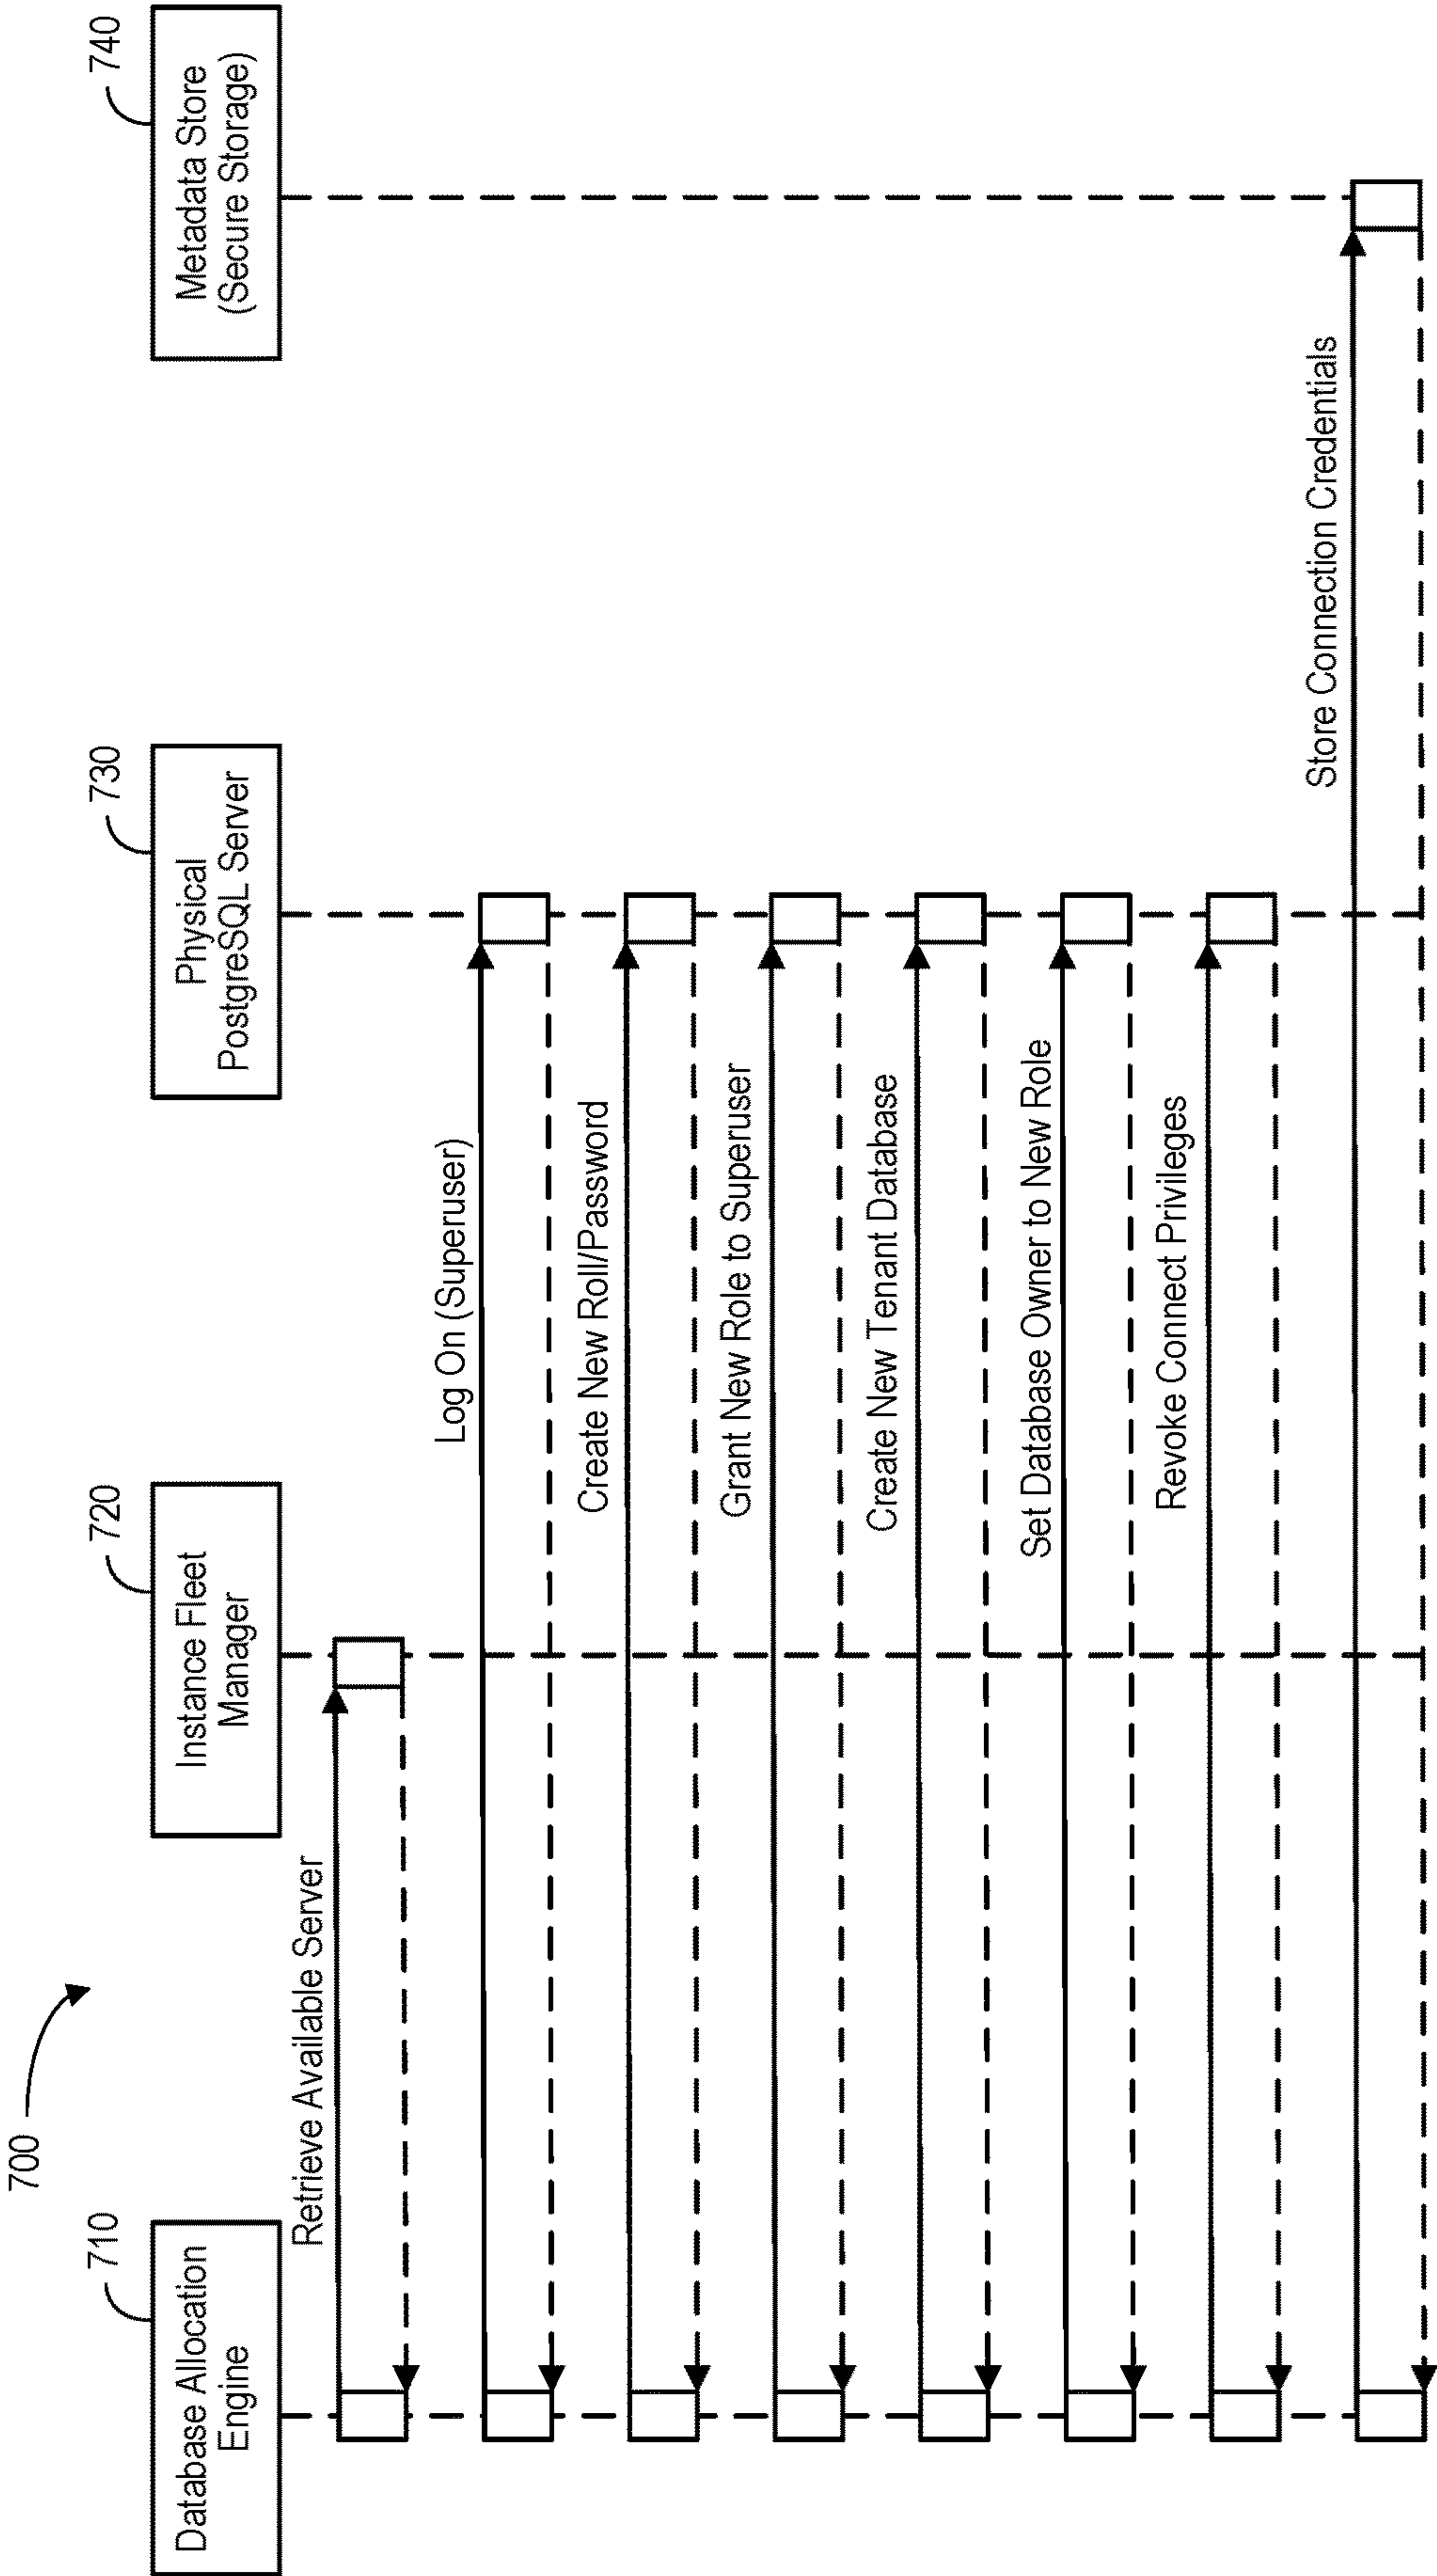 700
710
Database Allocation
Engine
720
Instance Fleet
Manager
730
Physical
PostgreSQL Server
740
Metadata Store
(Secure Storage)
Retrieve Available Server
Log On (Superuser)
Create New Roll/Password
Grant New Role to Superuser
Create New Tenant Database
Set Database Owner to New Role
Revoke Connect Privileges
Store Connection Credentials